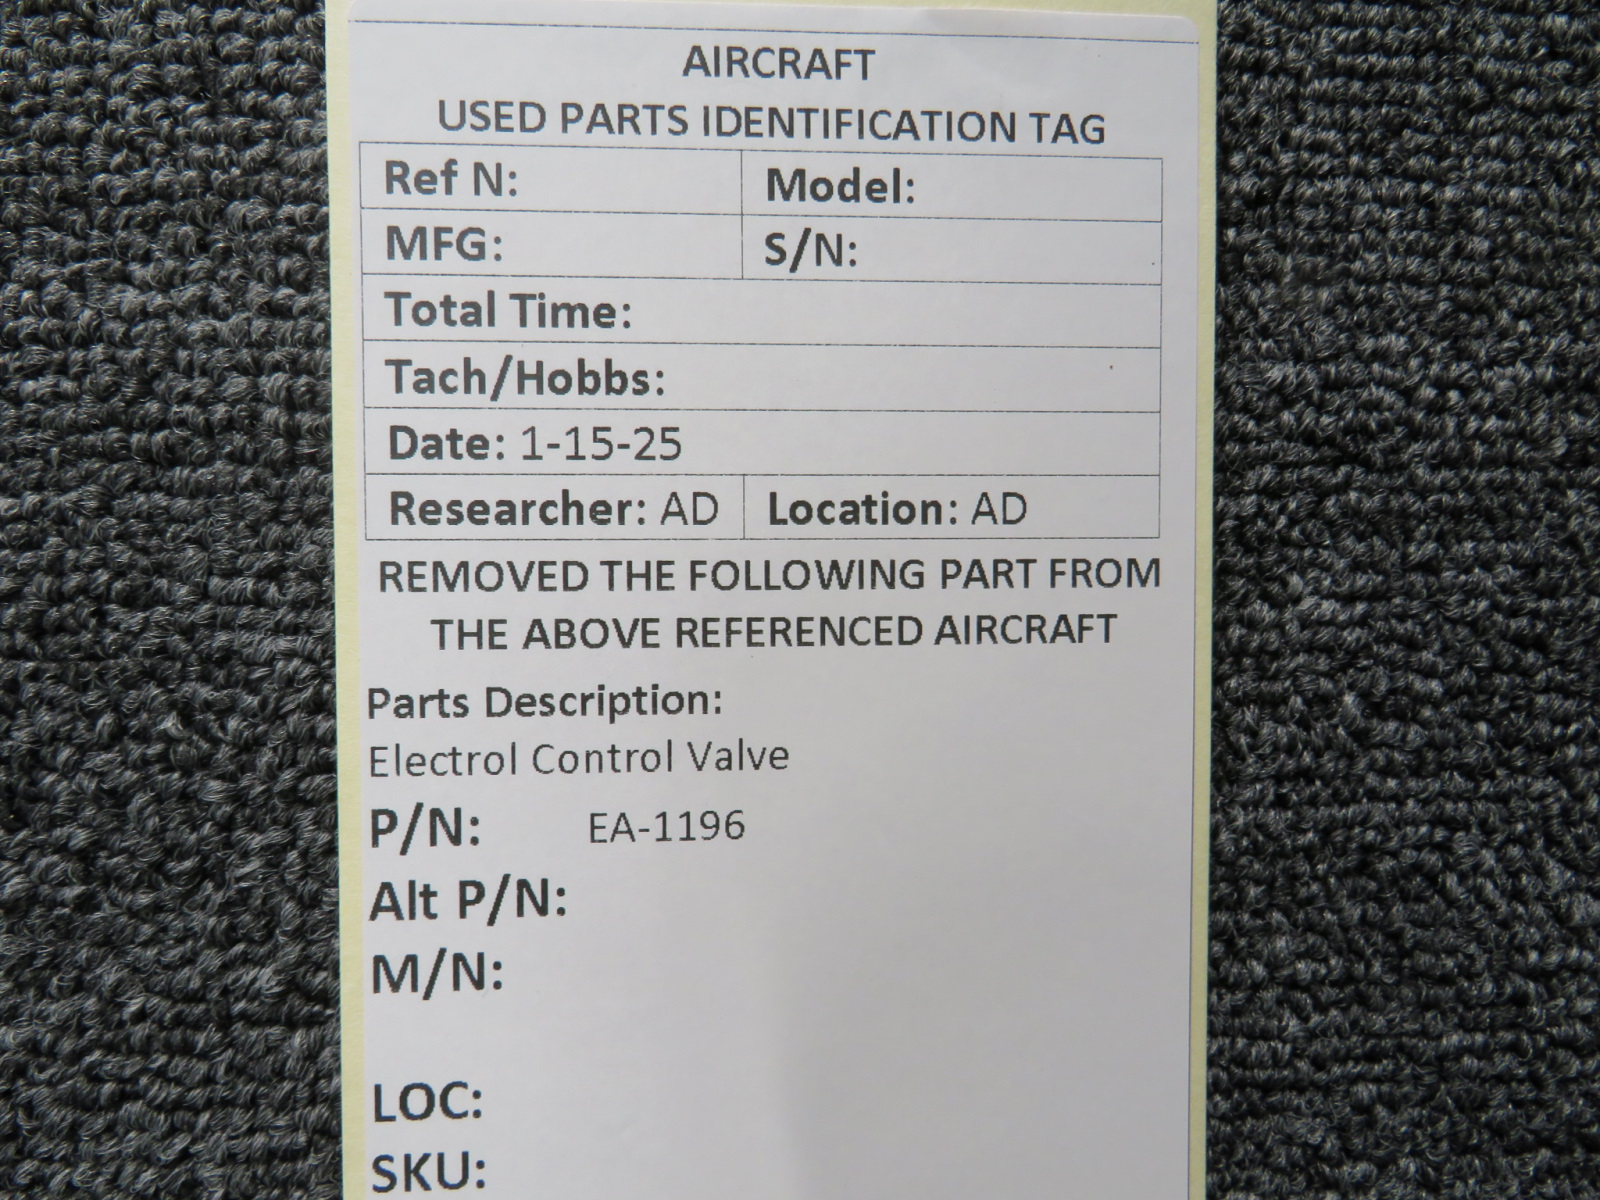 AIRCRAFT
USED PARTS IDENTIFICATION TAG
Ref N: Model:
MFG: S/N:
Total Time:
Tach/Hobbs:
Date: 1-15-25
Researcher: AD Location: AD
REMOVED THE FOLLOWING PART FROM
THE ABOVE REFERENCED AIRCRAFT
Parts Description:
Electrol Control Valve
P/N: EA-1196
Alt P/N:
M/N:
LOC:
SKU: